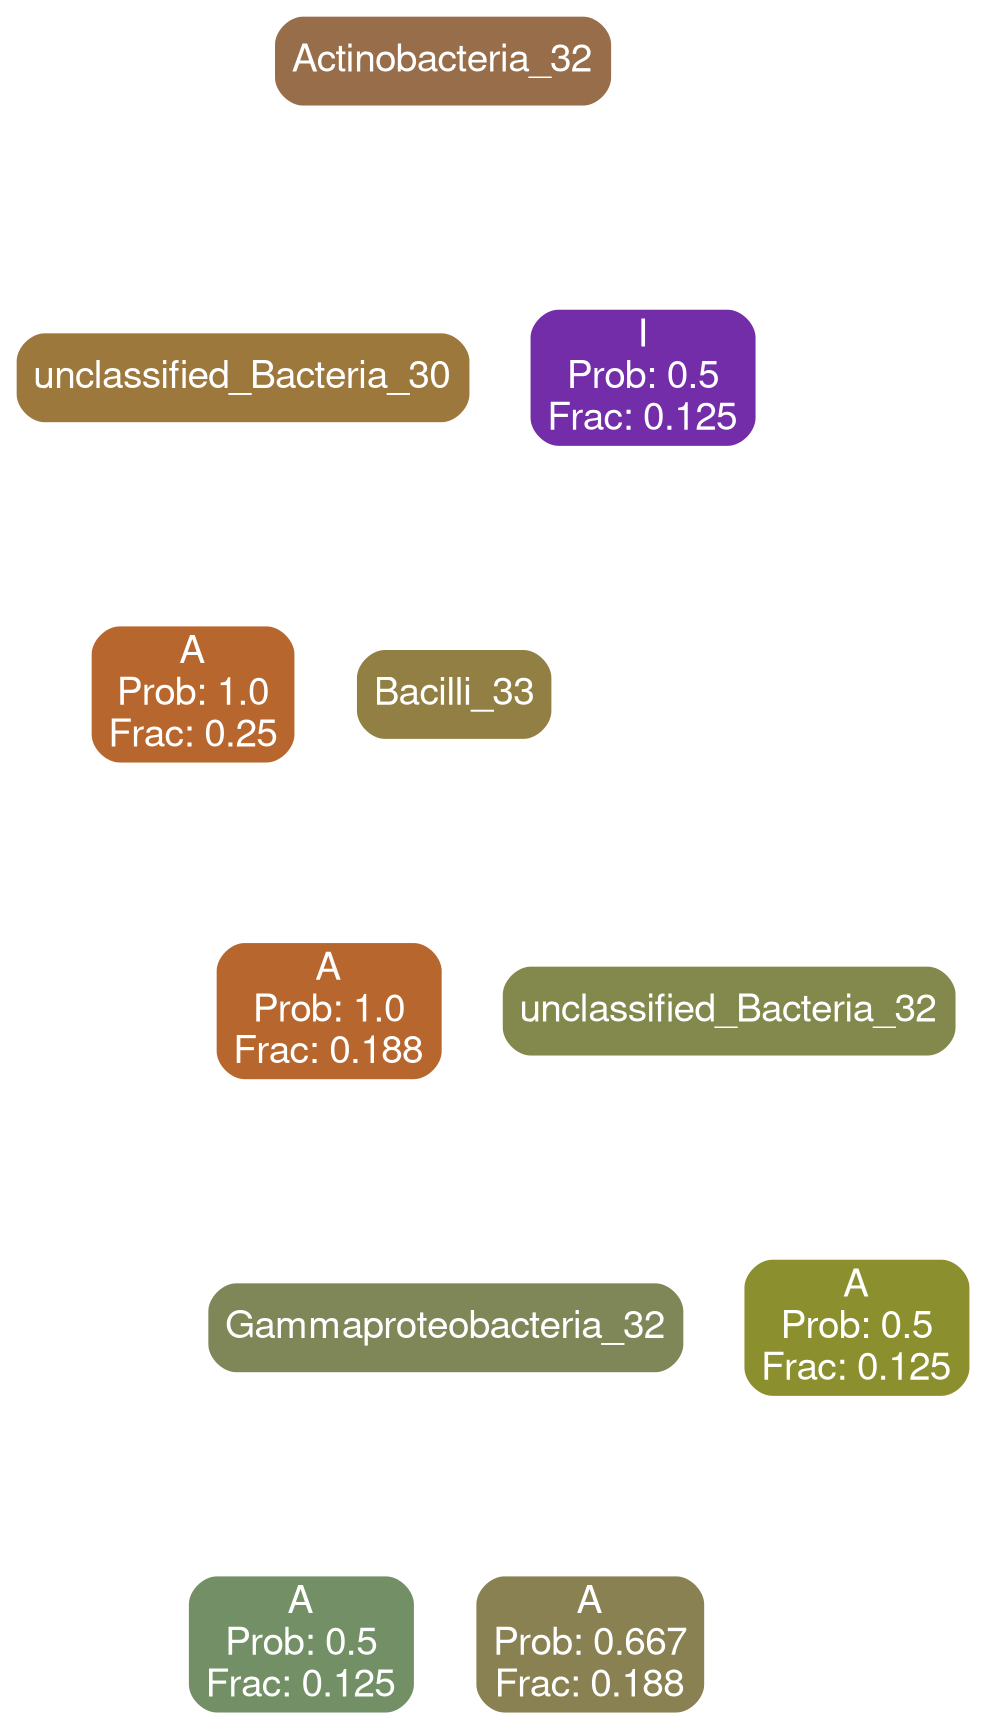 Actinobacteria_32
unclassified_Bacteria_30
I
Prob: 0.5
Frac: 0.125
A
Prob: 1.0
Frac: 0.25
Bacilli_33
A
Prob: 1.0
Frac: 0.188
unclassified_Bacteria_32
Gammaproteobacteria_32
A
Prob: 0.5
Frac: 0.125
A
Prob: 0.5
Frac: 0.125
A
Prob: 0.667
Frac: 0.188